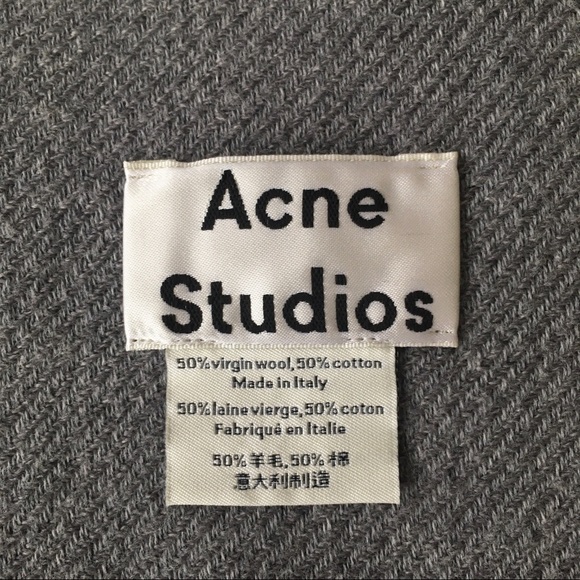 Acne
Studios
50% virgin wool, 50% cotton
Made in Italy
50% laine vierge, 50% coton
Fabriqué en Italie
50% 羊毛, 50% 棉
意大利制造